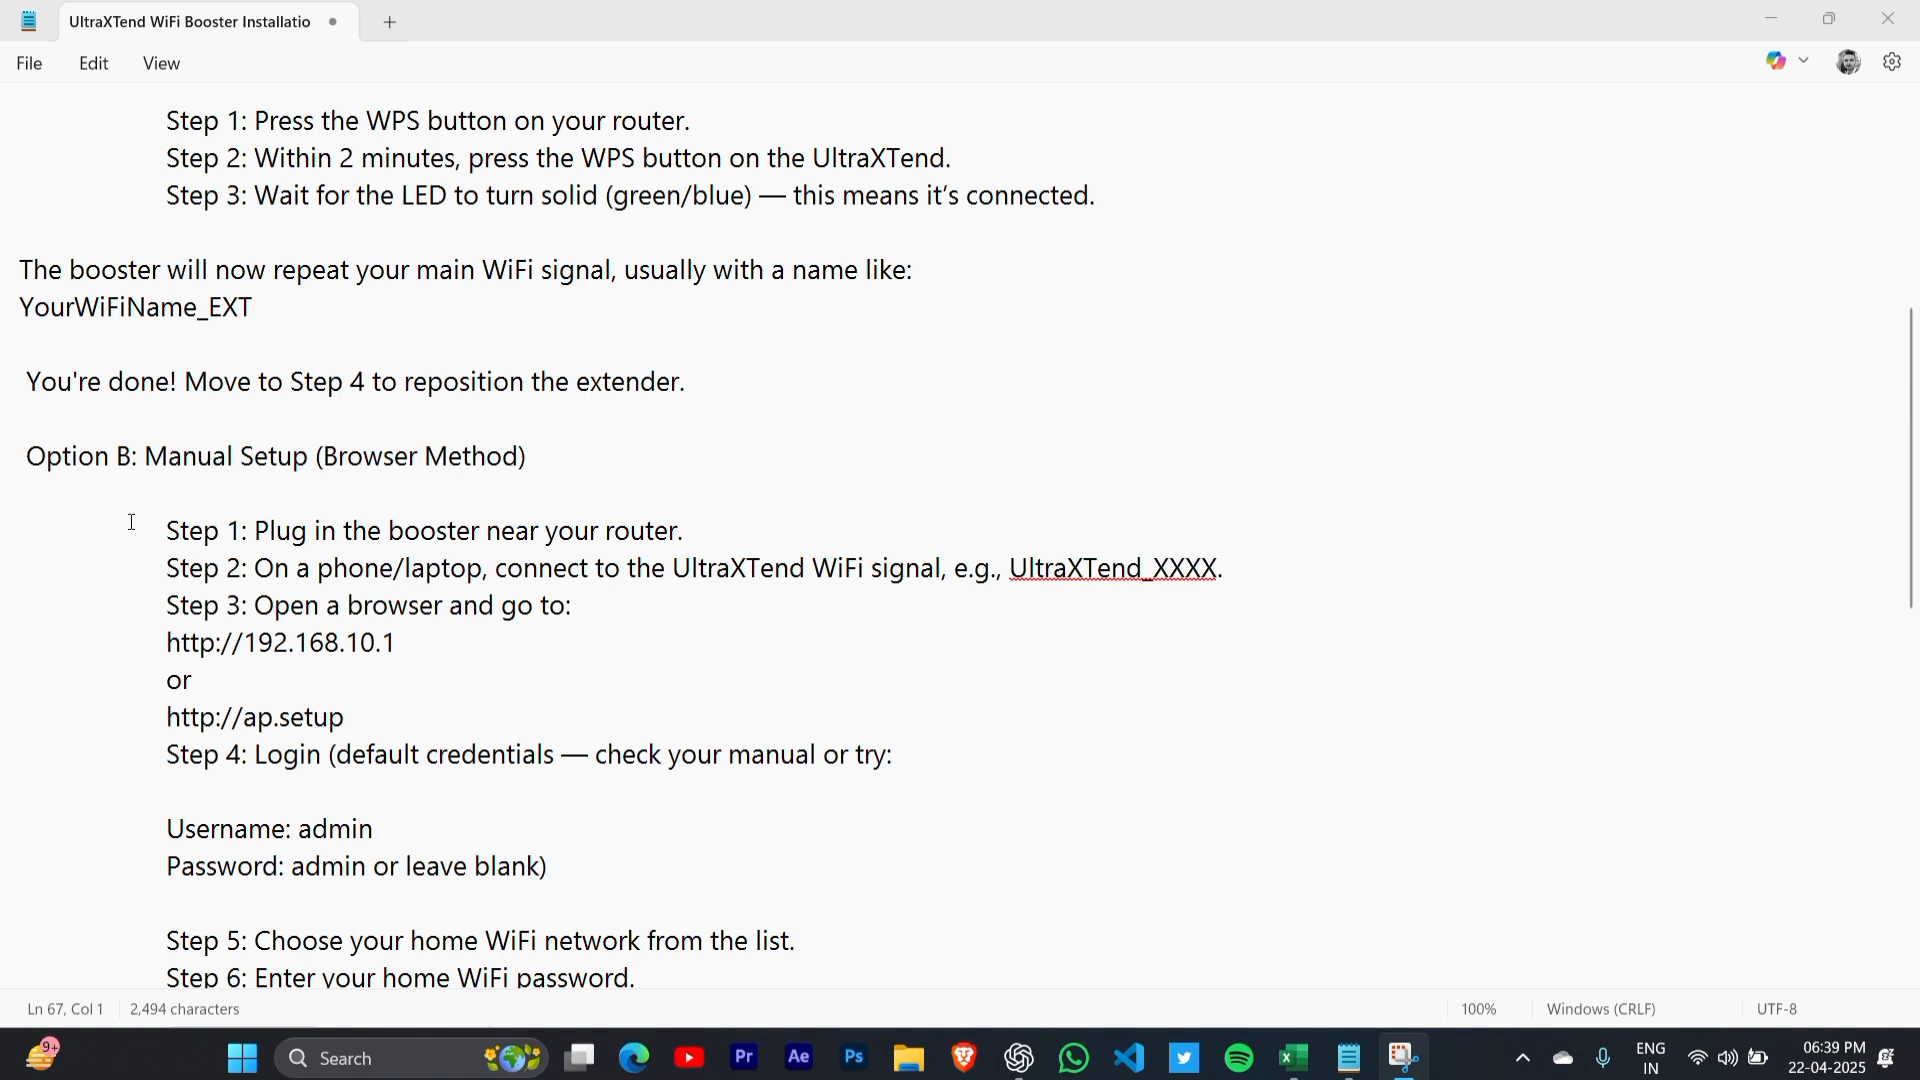 UltraXTend WiFi Booster Installatio
File Edit View
Step 1: Press the WPS button on your router.
Step 2: Within 2 minutes, press the WPS button on the UltraXTend.
Step 3: Wait for the LED to turn solid (green/blue) — this means it's connected.
The booster will now repeat your main WiFi signal, usually with a name like:
YourWiFiName_EXT
You're done! Move to Step 4 to reposition the extender.
Option B: Manual Setup (Browser Method)
Step 1: Plug in the booster near your router.
Step 2: On a phone/laptop, connect to the UltraXTend WiFi signal, e.g., UltraXTend_XXXX.
Step 3: Open a browser and go to:
http://192.168.10.1
or
http://ap.setup
Step 4: Login (default credentials — check your manual or try:
Username: admin
Password: admin or leave blank)
Step 5: Choose your home WiFi network from the list.
Step 6: Enter your home WiFi password.
Ln 67, Col 1 2,494 characters 100% Windows (CRLF) UTF-8
9+ Search Pr Ae Ps ENG 06:39 PM
IN 22-04-2025